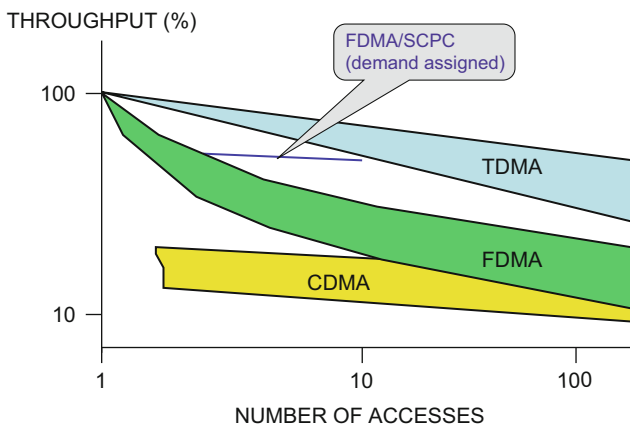 THROUGHPUT (%)
FDMA/SCPC
(demand assigned)
100
TDMA
FDMA
CDMA
10
1
10
100
NUMBER OF ACCESSES